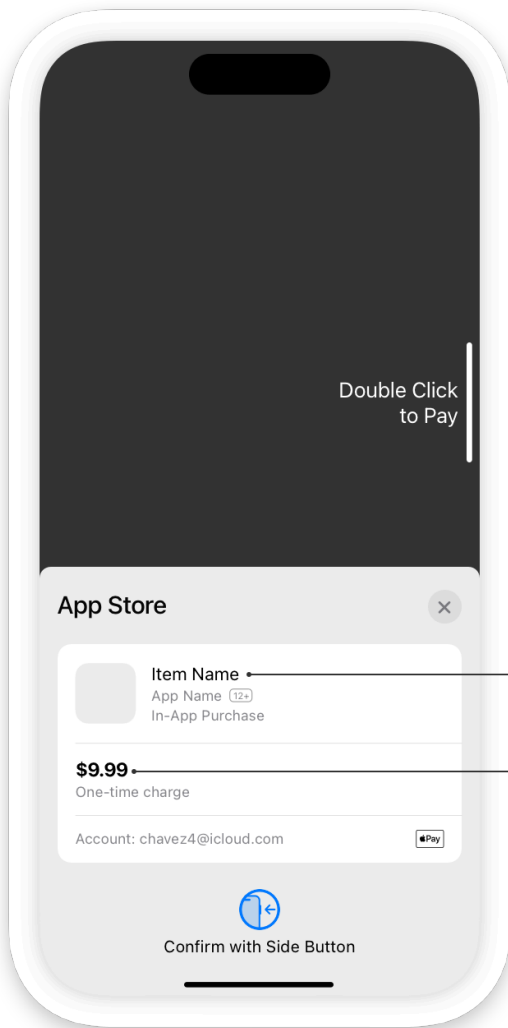 Double Click
to Pay
App Store
Item Name
App Name 12+
In-App Purchase
$9.99
One-time charge
Account: chavez4@icloud.com
Pay
Confirm with Side Button